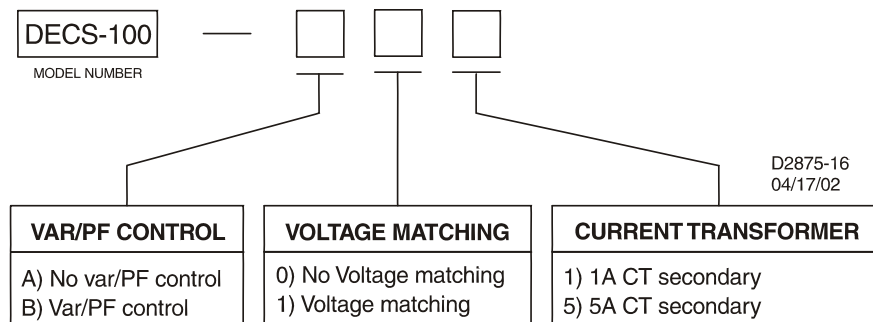 DECS-100
MODEL NUMBER
D2875-16
04/17/02
VAR/PF CONTROL
A) No var/PF control
B) Var/PF control
VOLTAGE MATCHING
0) No Voltage matching
1) Voltage matching
CURRENT TRANSFORMER
1) 1A CT secondary
5) 5A CT secondary